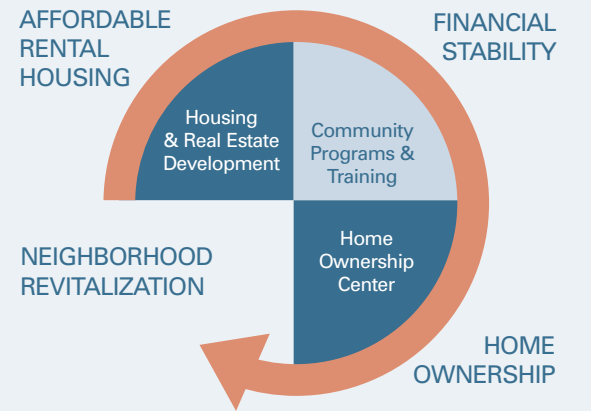 AFFORDABLE
RENTAL
HOUSING
FINANCIAL
STABILITY
Housing
& Real Estate
Development
Community
Programs &
Training
Home
Ownership
Center
NEIGHBORHOOD
REVITALIZATION
HOME
OWNERSHIP